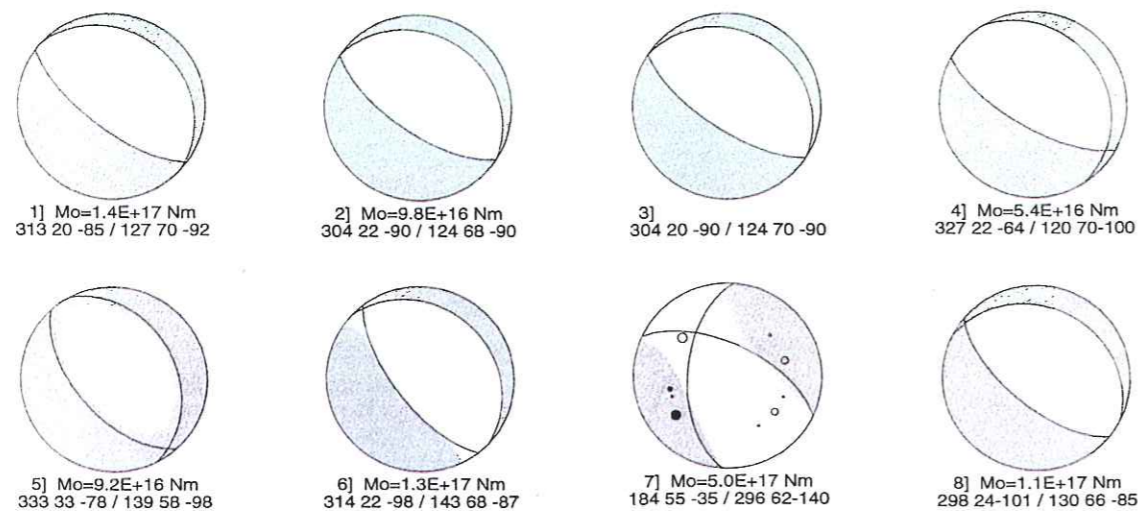 1] Mo=1.4E+17 Nm
313 20 -85 / 127 70 -92
2] Mo=9.8E+16 Nm
304 22 -90 / 124 68 -90
3]
304 20 -90 / 124 70 -90
4] Mo=5.4E+16 Nm
327 22 -64 / 120 70-100
5] Mo=9.2E+16 Nm
333 33 -78 / 139 58 -98
6] Mo=1.3E+17 Nm
314 22 -98 / 143 68 -87
7] Mo=5.0E+17 Nm
184 55 -35 / 296 62-140
8] Mo=1.1E+17 Nm
298 24-101 / 130 66 -85